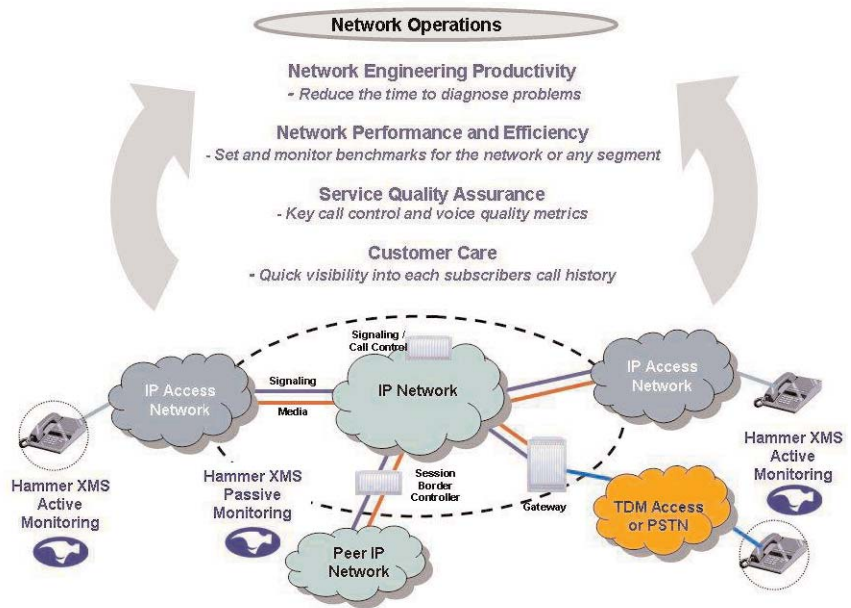 Network Operations
Network Engineering Productivity
- Reduce the time to diagnose problems
Network Performance and Efficiency
- Set and monitor benchmarks for the network or any segment
Service Quality Assurance
- Key call control and voice quality metrics
Customer Care
- Quick visibility into each subscribers call history
Signaling /
Call Control
IP Access
Network
Signaling
Media
IP Network
IP Access
Network
Hammer XMS
Active
Monitoring
Hammer XMS
Passive
Monitoring
Session
Border
Controller
Gateway
TDM Access
or PSTN
Hammer XMS
Active
Monitoring
Peer IP
Network